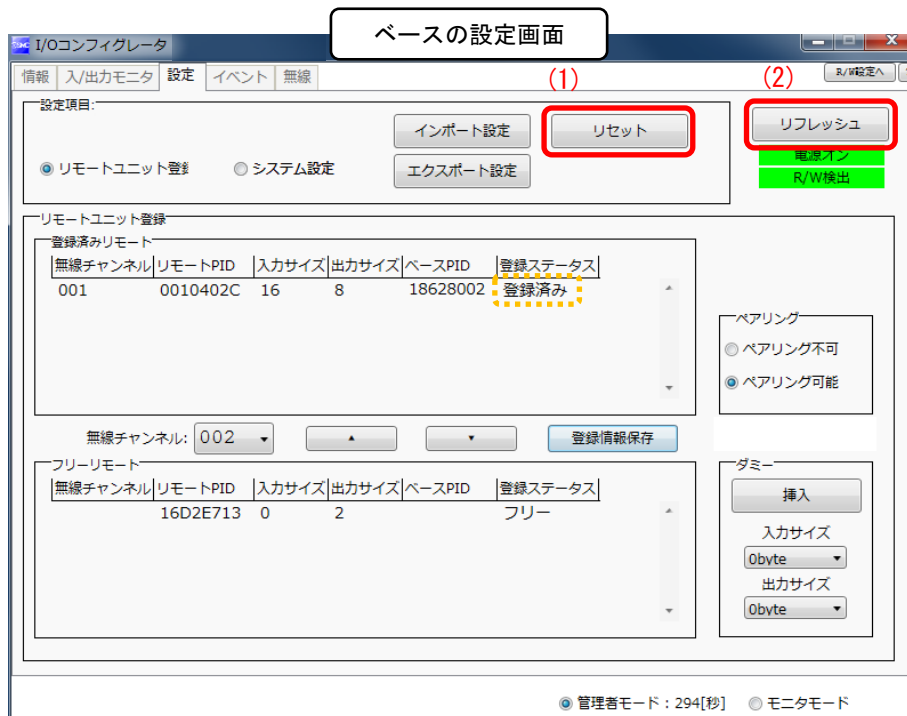 ベースの設定画面
I/Oコンフィグレータ
情報 入/出力モニタ 設定 イベント 無線
(1)
(2)
R/W設定へ
設定項目:
インポート設定
リセット
リフレッシュ
リモートユニット登録
システム設定
エクスポート設定
電源オン
R/W検出
リモートユニット登録
登録済みリモート
無線チャンネル リモートPID 入力サイズ 出力サイズ ベースPID 登録ステータス
001 0010402C 16 8 18628002 登録済み
ペアリング
ペアリング不可
ペアリング可能
無線チャンネル: 002
登録情報保存
フリーリモート
無線チャンネル リモートPID 入力サイズ 出力サイズ ベースPID 登録ステータス
16D2E713 0 2 フリー
ダミー
挿入
入力サイズ
0byte
出力サイズ
0byte
管理者モード:294[秒] モニタモード